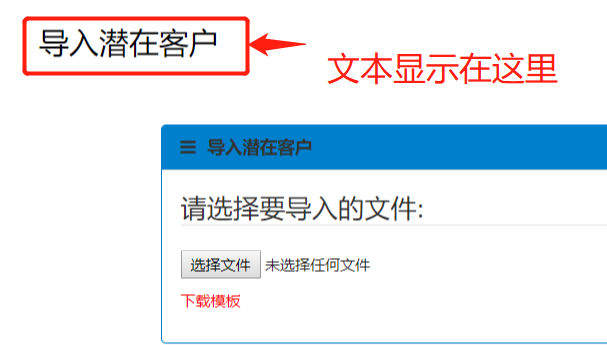 导入潜在客户
文本显示在这里
导入潜在客户
请选择要导入的文件:
选择文件 未选择任何文件
下载模板